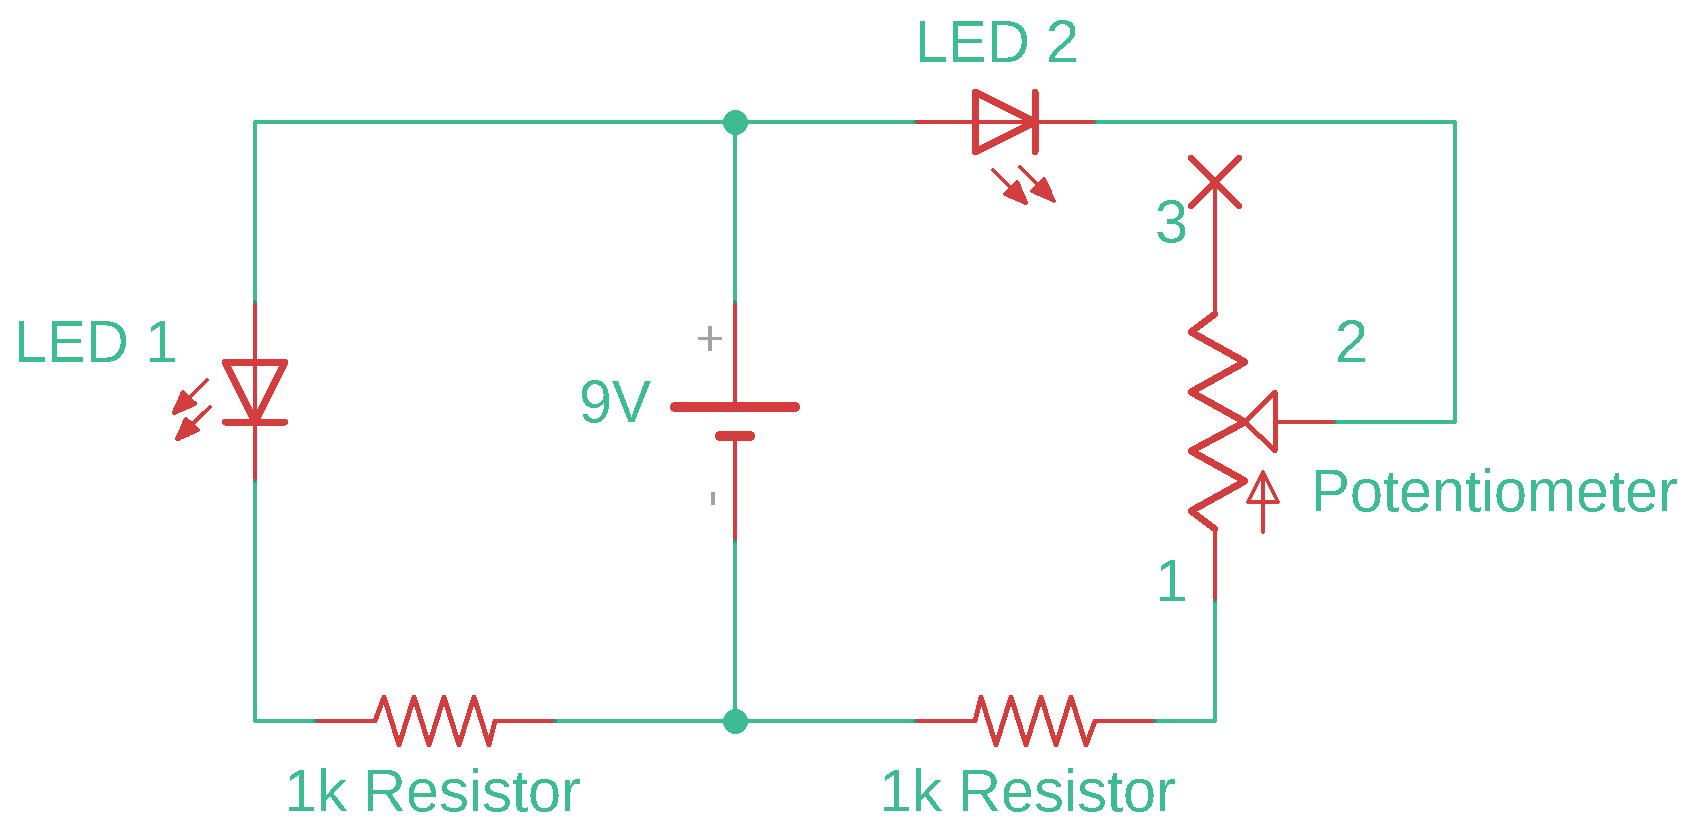 LED 2
3
LED 1
2
+
9V
-
Potentiometer
1
1k Resistor
1k Resistor